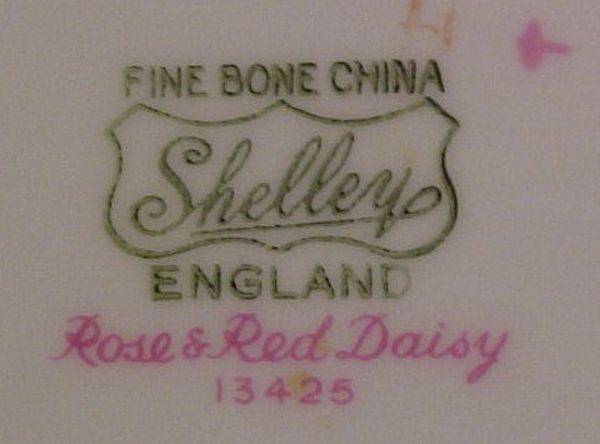 FINE BONE CHINA
Shelley
ENGLAND
Rose & Red Daisy
13425